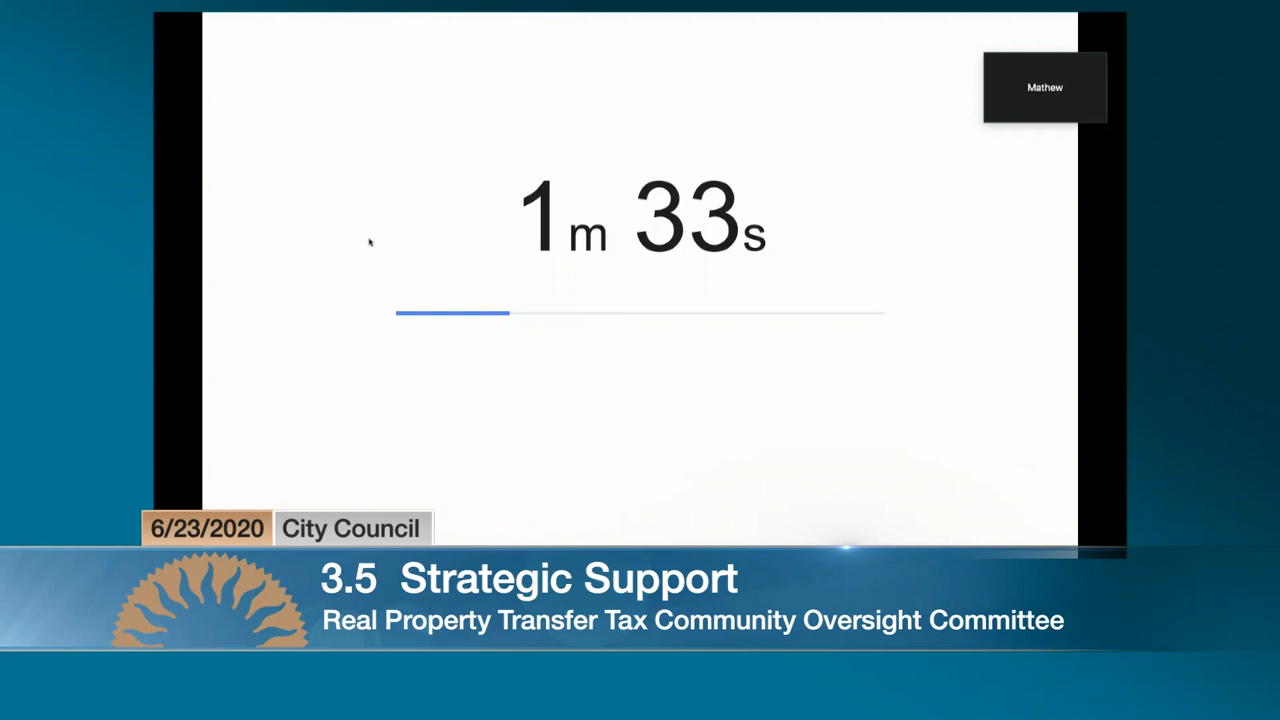 Mathew
1m 33s
6/23/2020 City Council
3.5 Strategic Support
Real Property Transfer Tax Community Oversight Committee